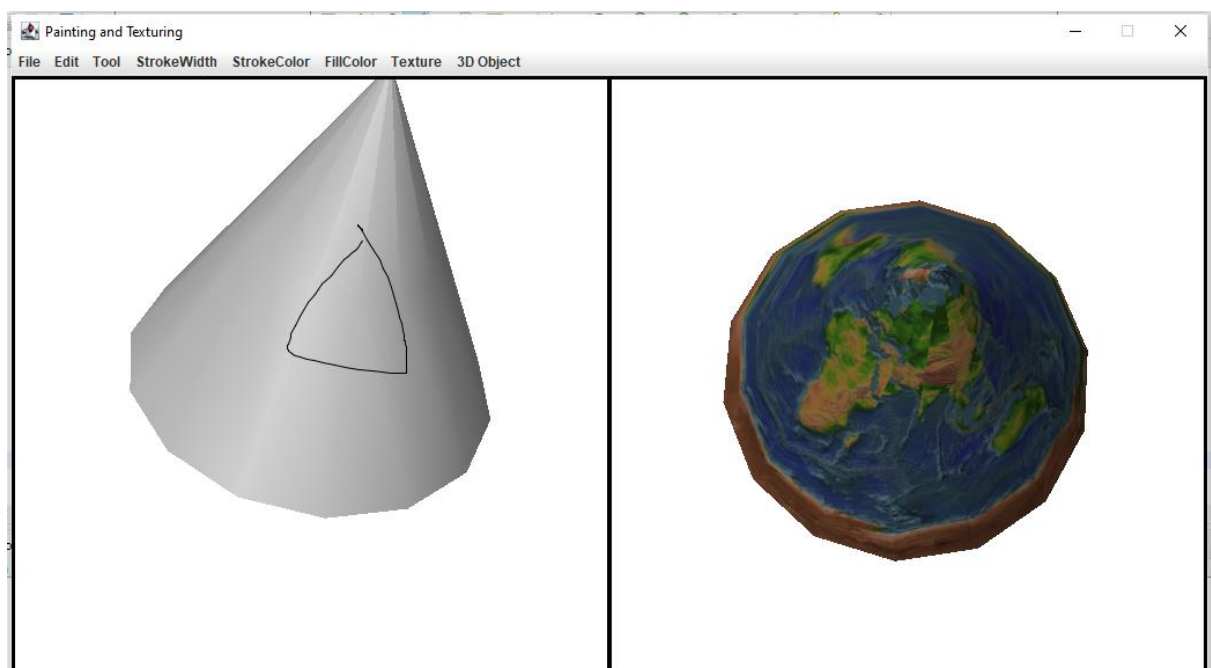 Painting and Texturing
File Edit Tool StrokeWidth StrokeColor FillColor Texture 3D Object